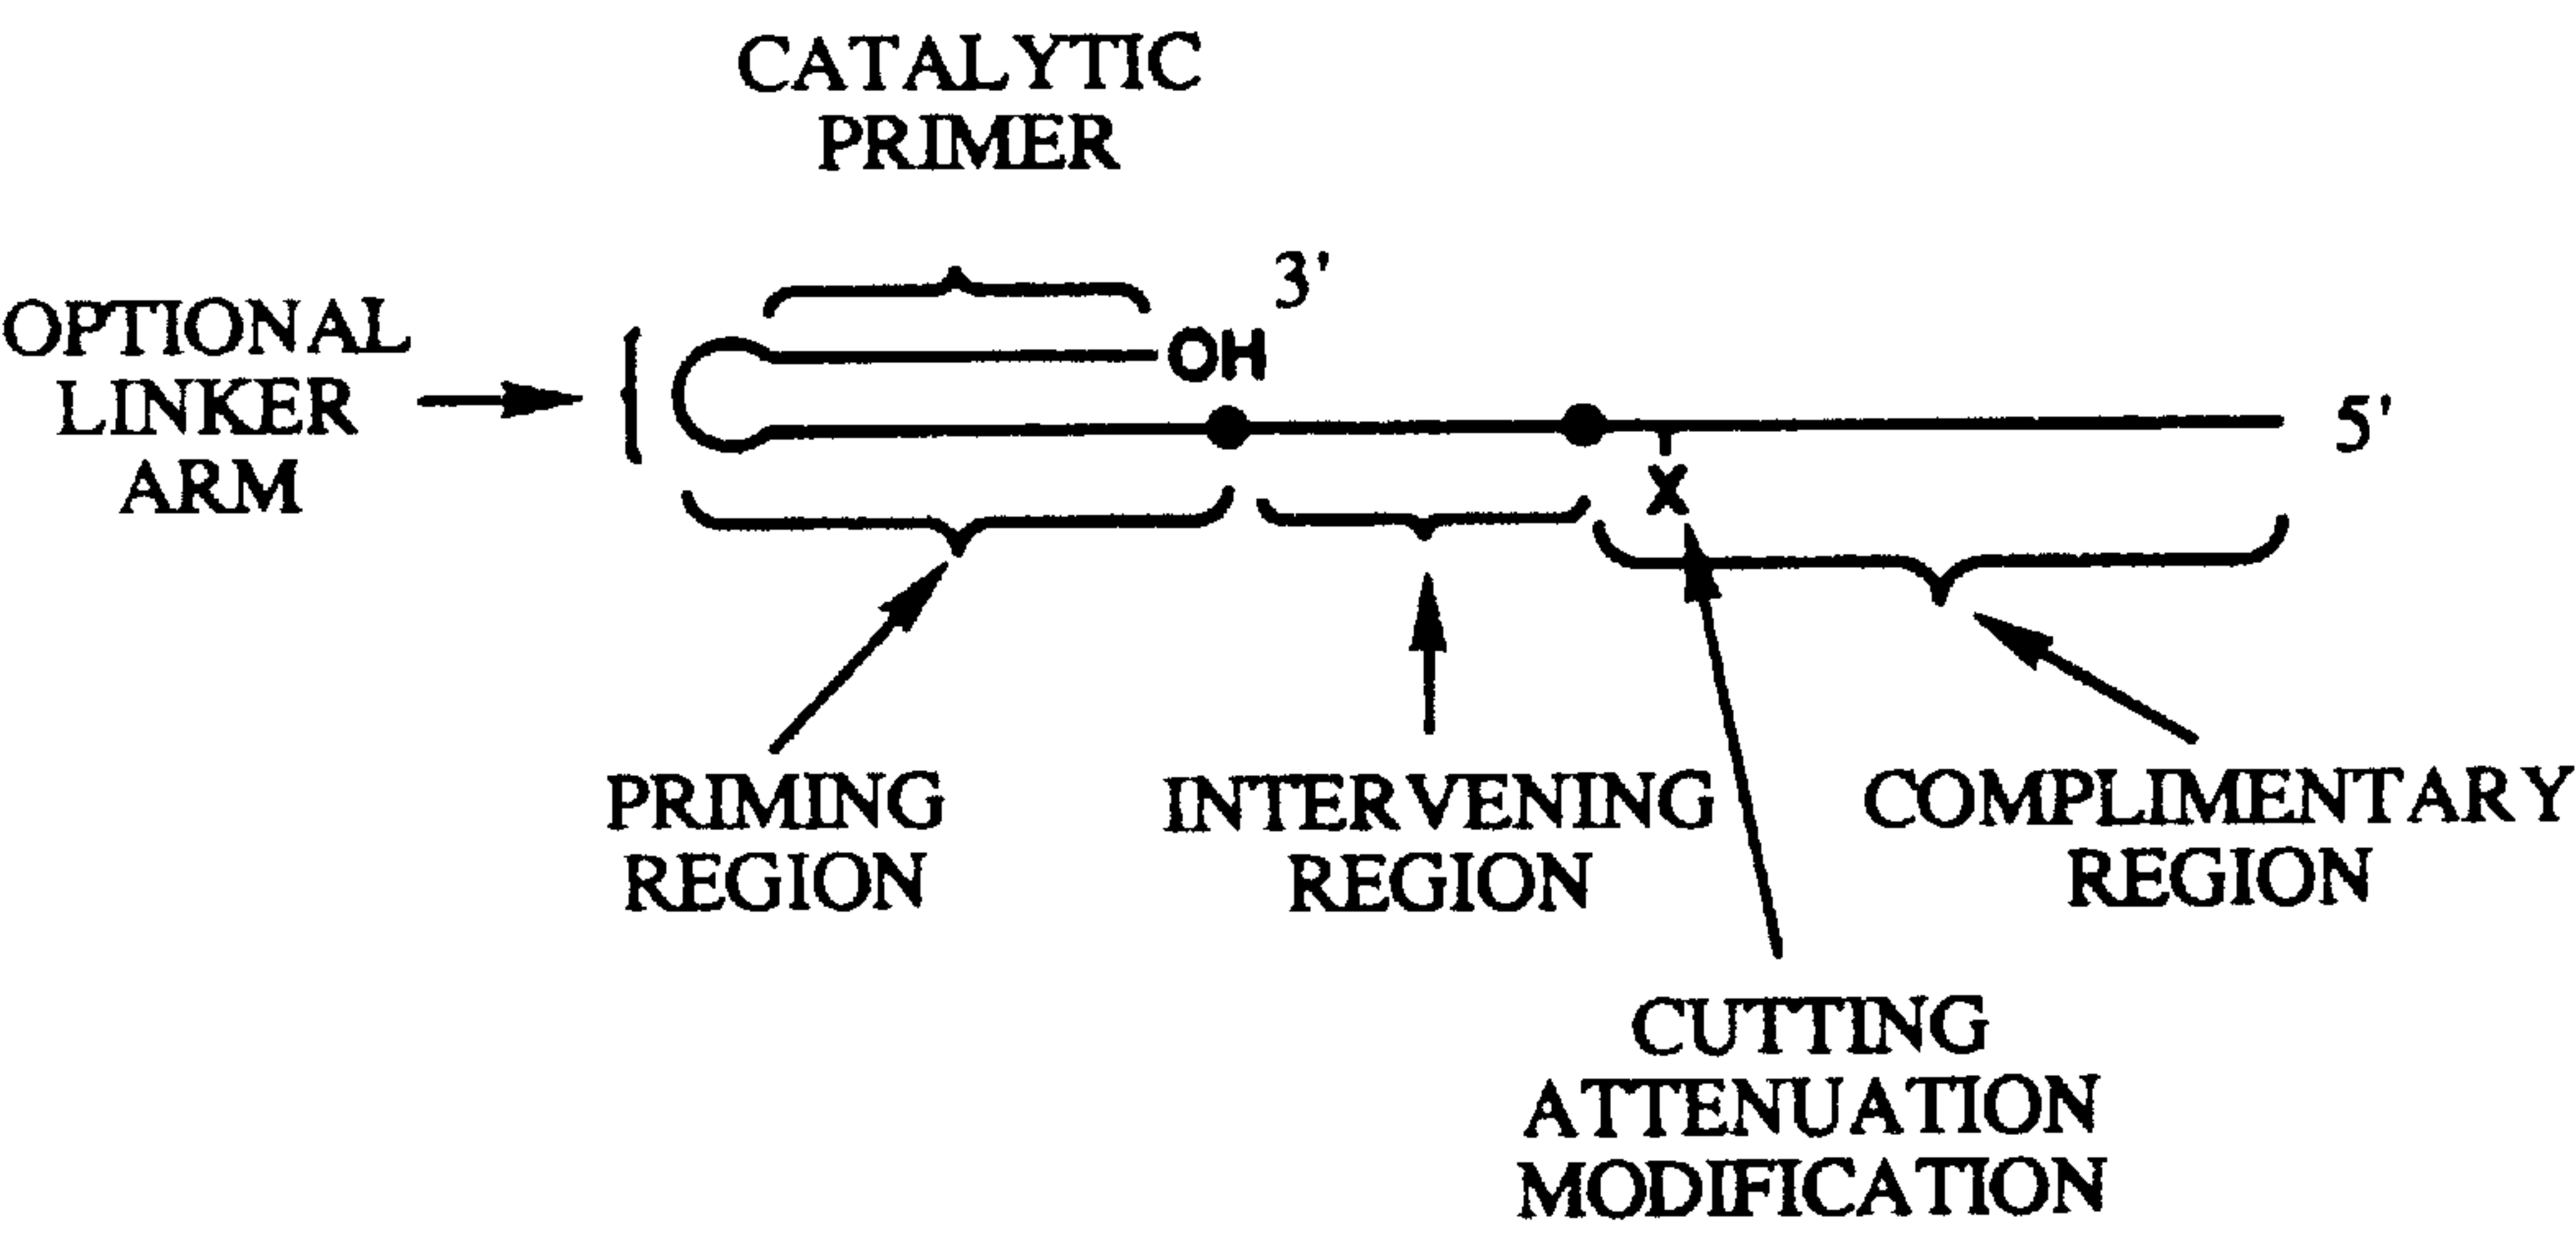 CATALYTIC
PRIMER
3'
OPTIONAL
LINKER
ARM
OH
5'
X
PRIMING
REGION
INTERVENING
REGION
COMPLIMENTARY
REGION
CUTTING
ATTENUATION
MODIFICATION